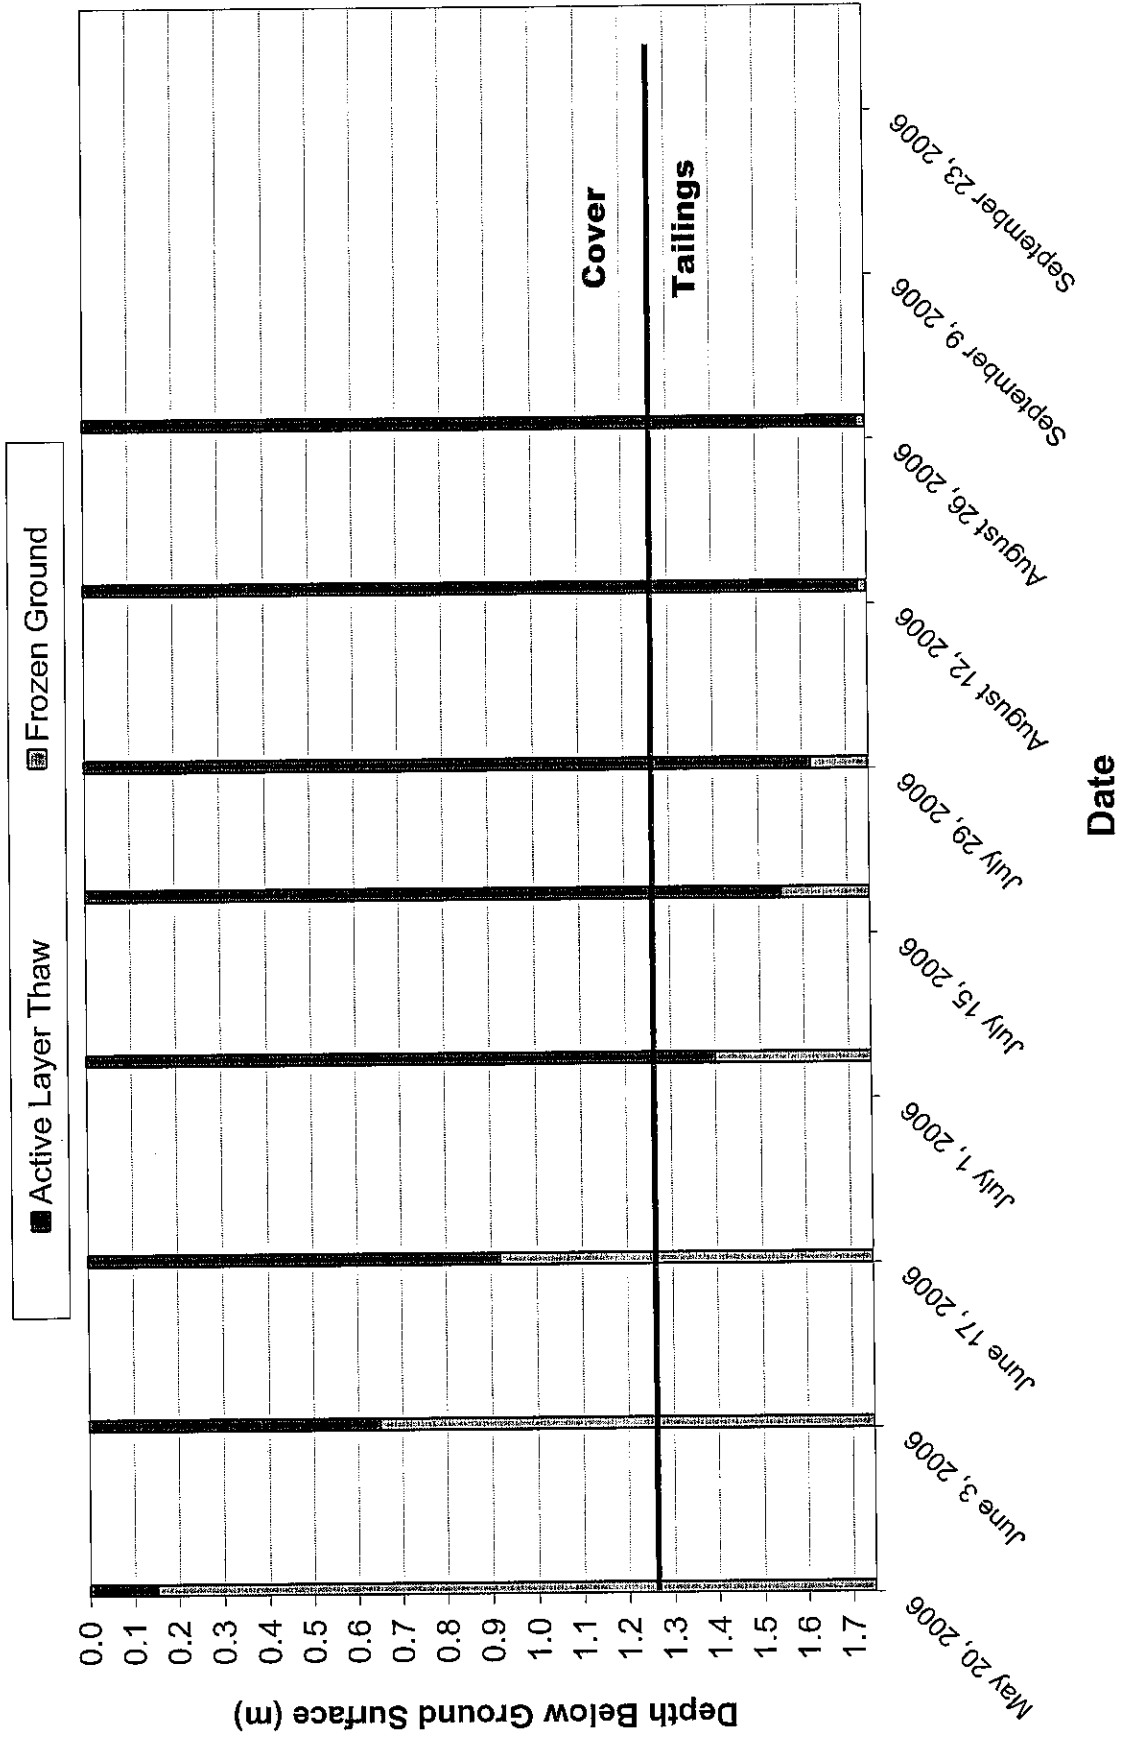 Active Layer Thaw
Frozen Ground
Depth Below Ground Surface (m)
0.0
0.1
0.2
0.3
0.4
0.5
0.6
0.7
0.8
0.9
1.0
1.1
1.2
1.3
1.4
1.5
1.6
1.7
Cover
Tailings
May 20, 2006
June 3, 2006
June 17, 2006
July 1, 2006
July 15, 2006
July 29, 2006
August 12, 2006
August 26, 2006
September 9, 2006
September 23, 2006
Date